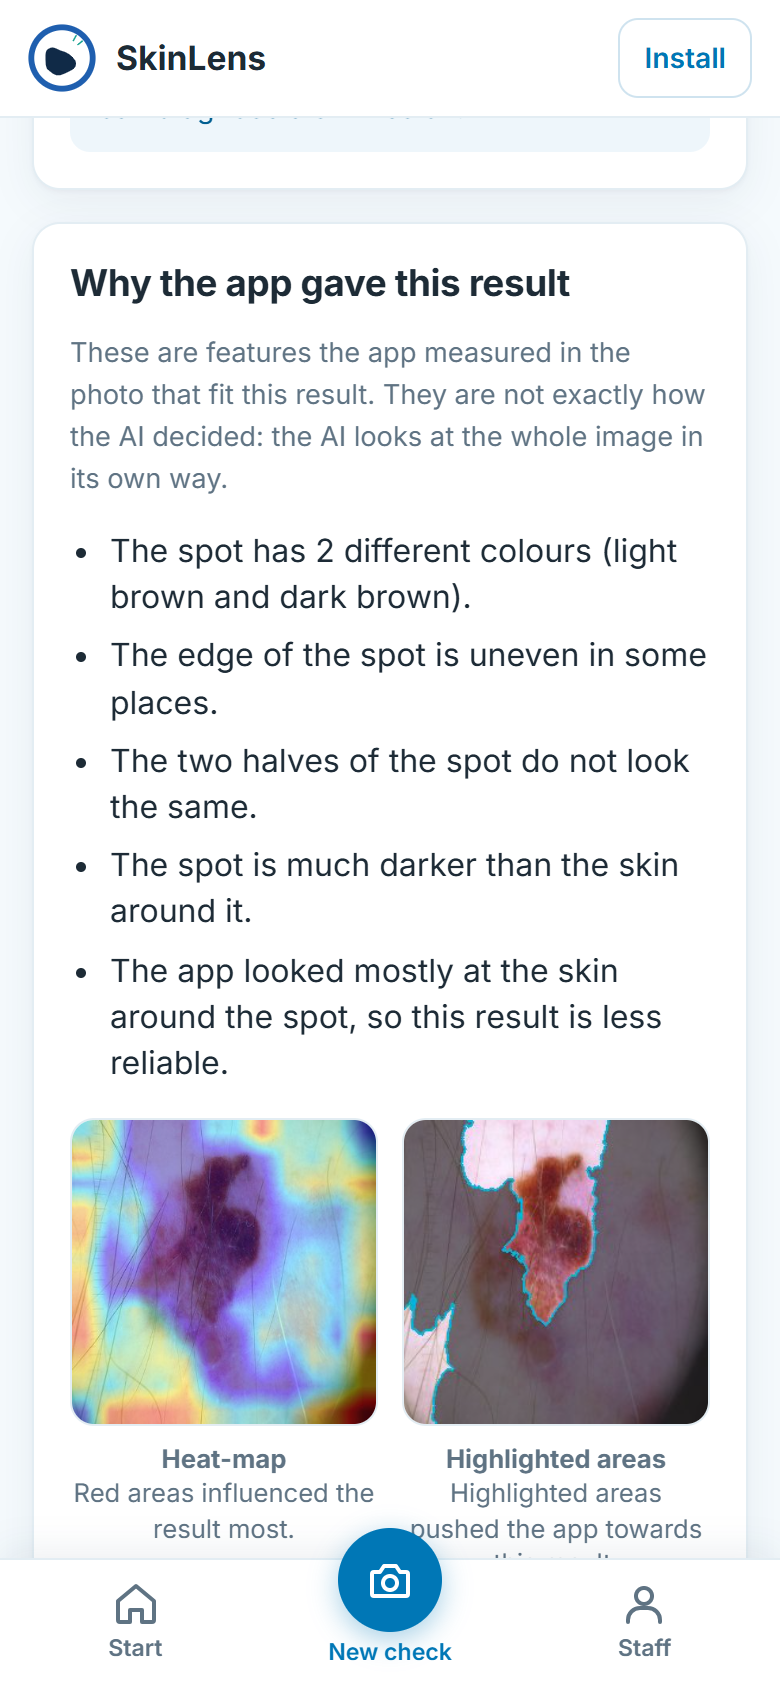 SkinLens
Install
Why the app gave this result
These are features the app measured in the
photo that fit this result. They are not exactly how
the AI decided: the AI looks at the whole image in
its own way.
• The spot has 2 different colours (light
brown and dark brown).
• The edge of the spot is uneven in some
places.
• The two halves of the spot do not look
the same.
• The spot is much darker than the skin
around it.
• The app looked mostly at the skin
around the spot, so this result is less
reliable.
Heat-map
Red areas influenced the
result most.
Highlighted areas
Highlighted areas
pushed the app towards
Start
New check
Staff